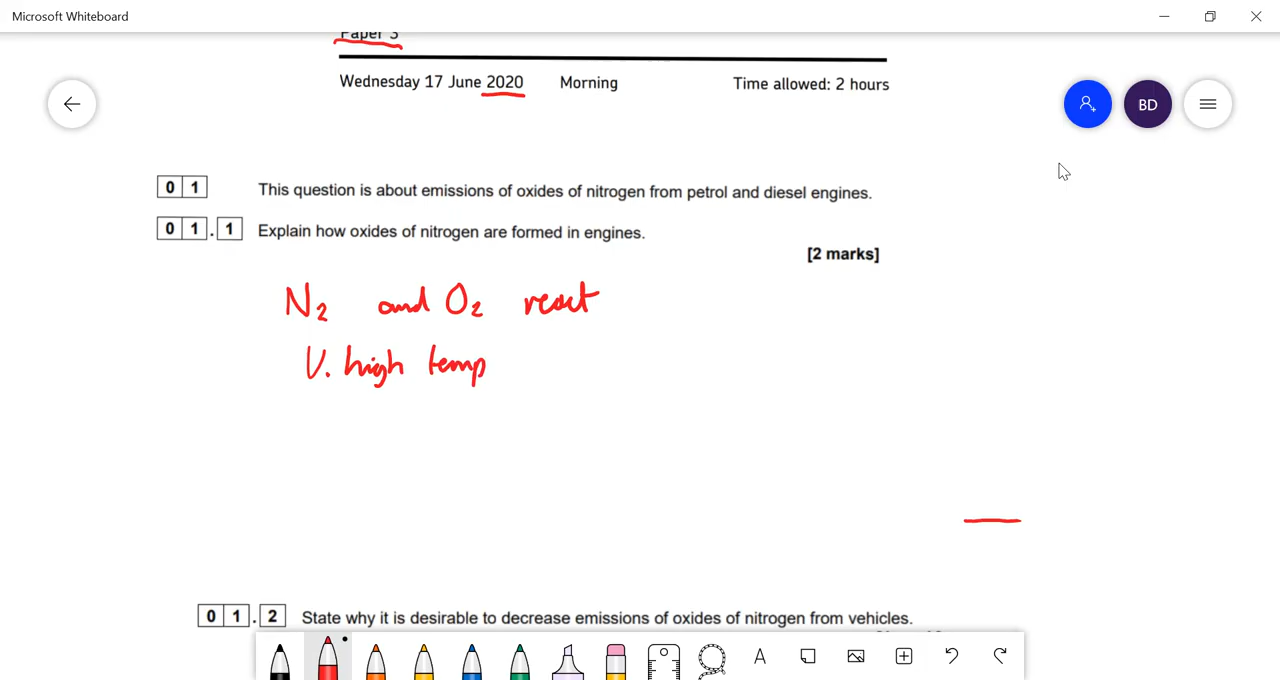 Microsoft Whiteboard
Paper 3
Wednesday 17 June 2020 Morning Time allowed: 2 hours
BD
0 1 This question is about emissions of oxides of nitrogen from petrol and diesel engines.
0 1 . 1 Explain how oxides of nitrogen are formed in engines.
[2 marks]
N2 and O2 react
V. high temp
0 1 . 2 State why it is desirable to decrease emissions of oxides of nitrogen from vehicles.
A